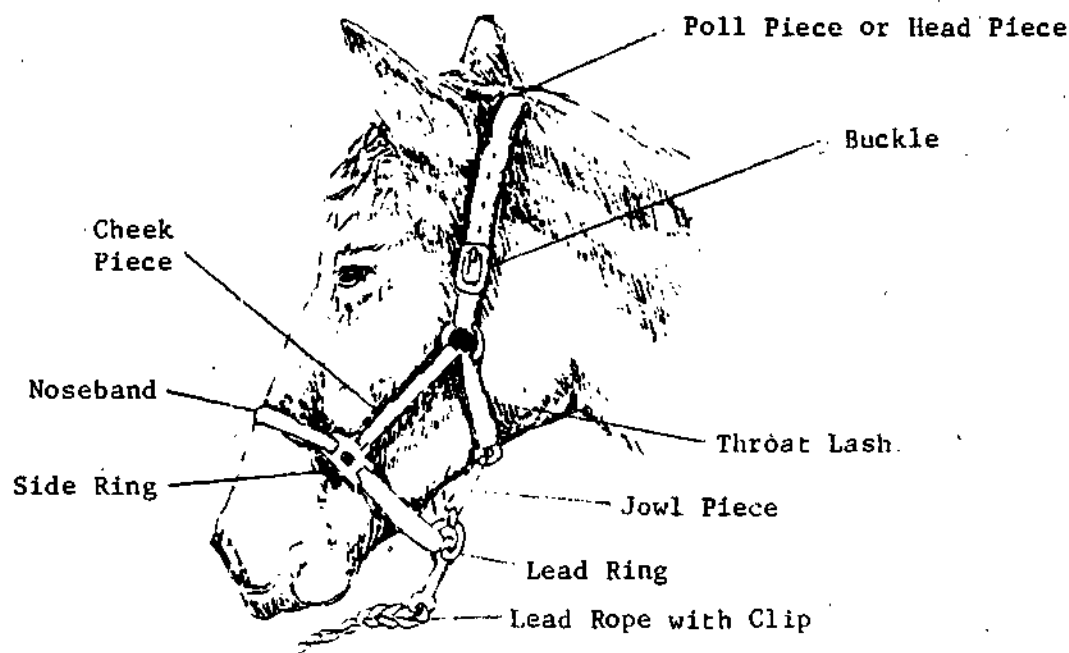 Poll Piece or Head Piece
Buckle
Cheek
Piece
Noseband
Throat Lash
Side Ring
Jowl Piece
Lead Ring
Lead Rope with Clip